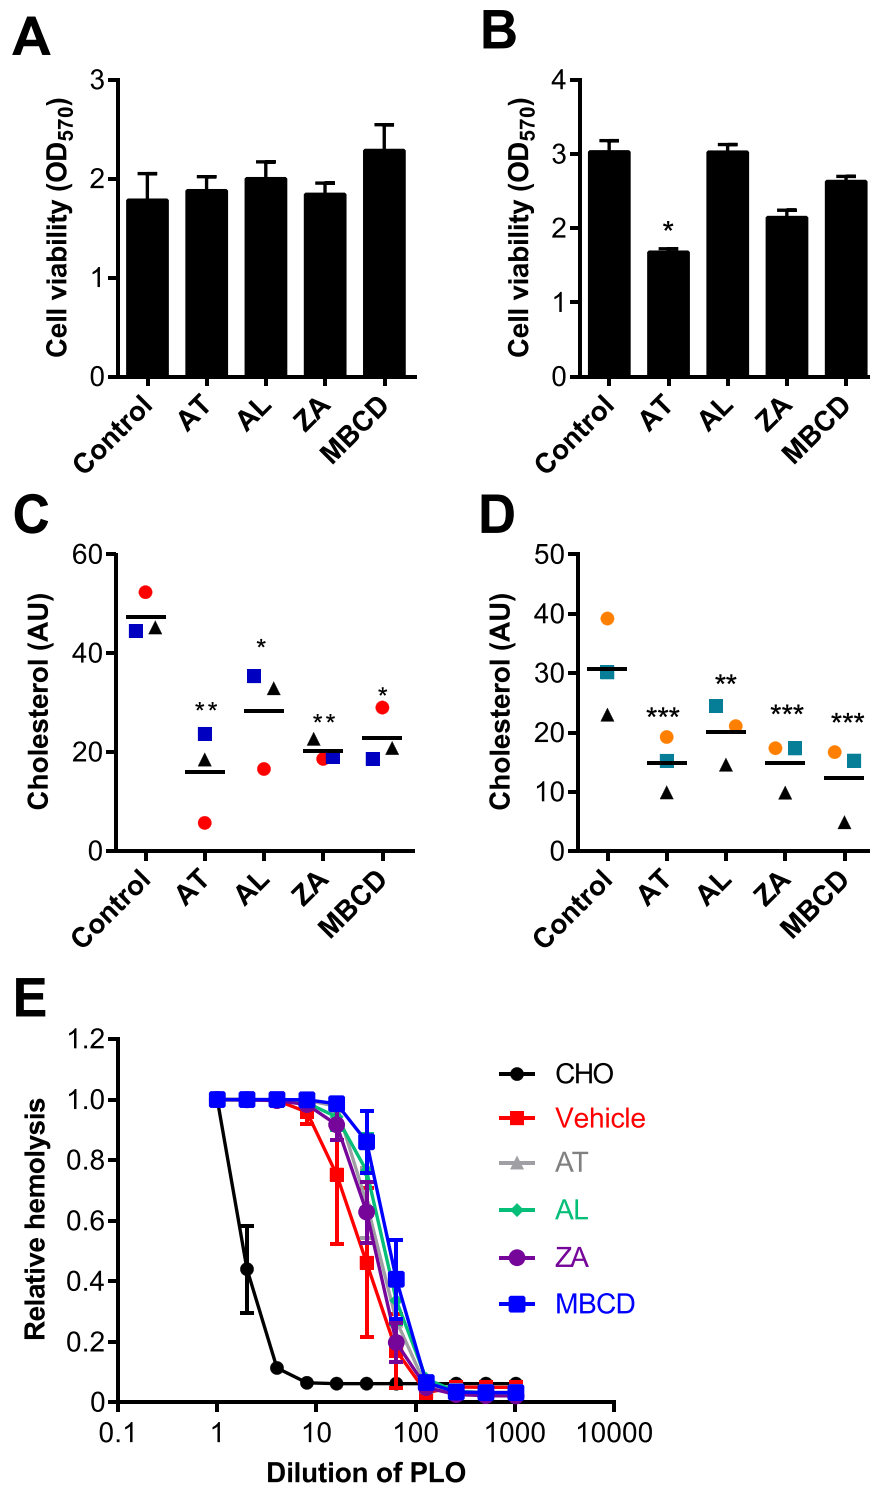 A
Cell viability (OD570)
3
2
1
0
Control
AT
AL
ZA
MBCD
B
Cell viability (OD570)
4
3
2
1
0
*
Control
AT
AL
ZA
MBCD
C
Cholesterol (AU)
60
40
20
0
**
*
**
*
Control
AT
AL
ZA
MBCD
D
Cholesterol (AU)
50
40
30
20
10
0
***
**
***
***
Control
AT
AL
ZA
MBCD
E
Relative hemolysis
1.2
1.0
0.8
0.6
0.4
0.2
0
0.1
1
10
100
1000
10000
Dilution of PLO
CHO
Vehicle
AT
AL
ZA
MBCD